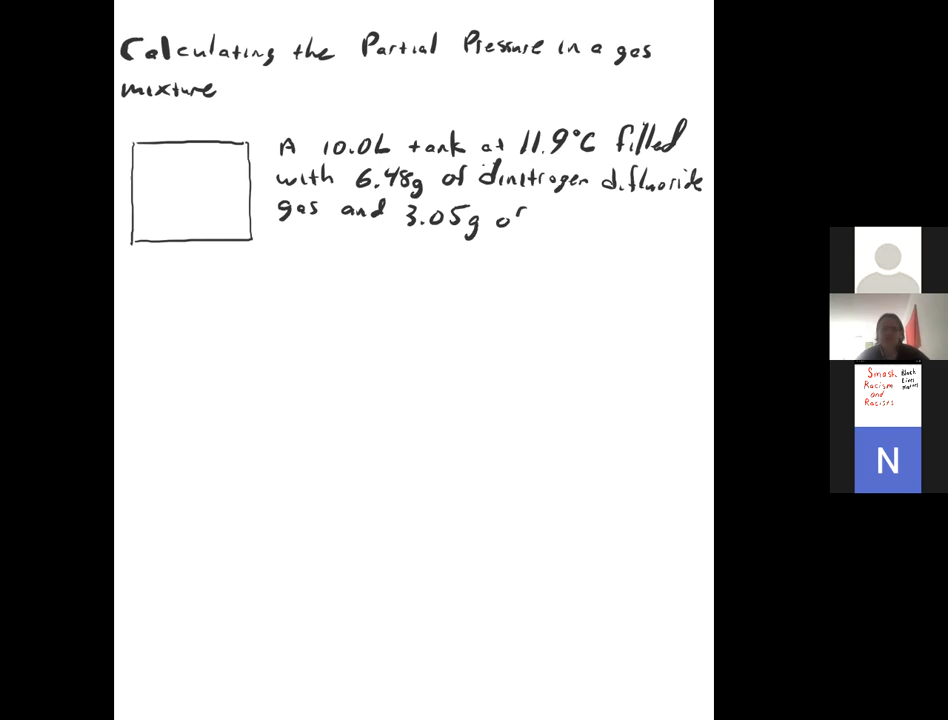 Calculating the Partial Pressure in a gas
mixture
A 10.0L tank at 11.9°C filled
with 6.48g of dinitrogen difluoride
gas and 3.05g o
Smash
Racism
and
Racists
Black
Lives
Matter
N